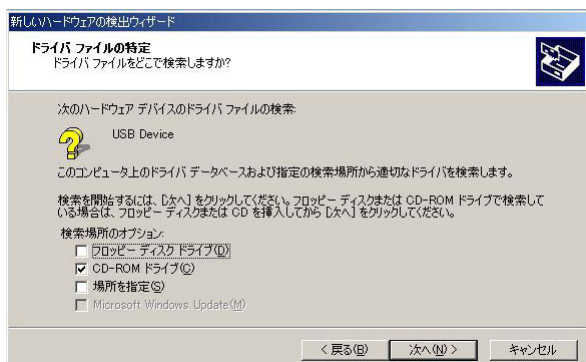 新しいハードウェアの検出ウィザード
ドライバ ファイルの特定
ドライバ ファイルをどこで検索しますか?
次のハードウェア デバイスのドライバ ファイルの検索:
USB Device
このコンピュータ上のドライバ データベースおよび指定の検索場所から適切なドライバを検索します。
検索を開始するには、[次へ] をクリックしてください。フロッピー ディスクまたは CD-ROM ドライブで検索して
いる場合は、フロッピー ディスクまたは CD を挿入してから [次へ] をクリックしてください。
検索場所のオプション:
フロッピー ディスク ドライブ(D)
CD-ROM ドライブ(C)
場所を指定(S)
Microsoft Windows Update(M)
< 戻る(B) 次へ(N) > キャンセル